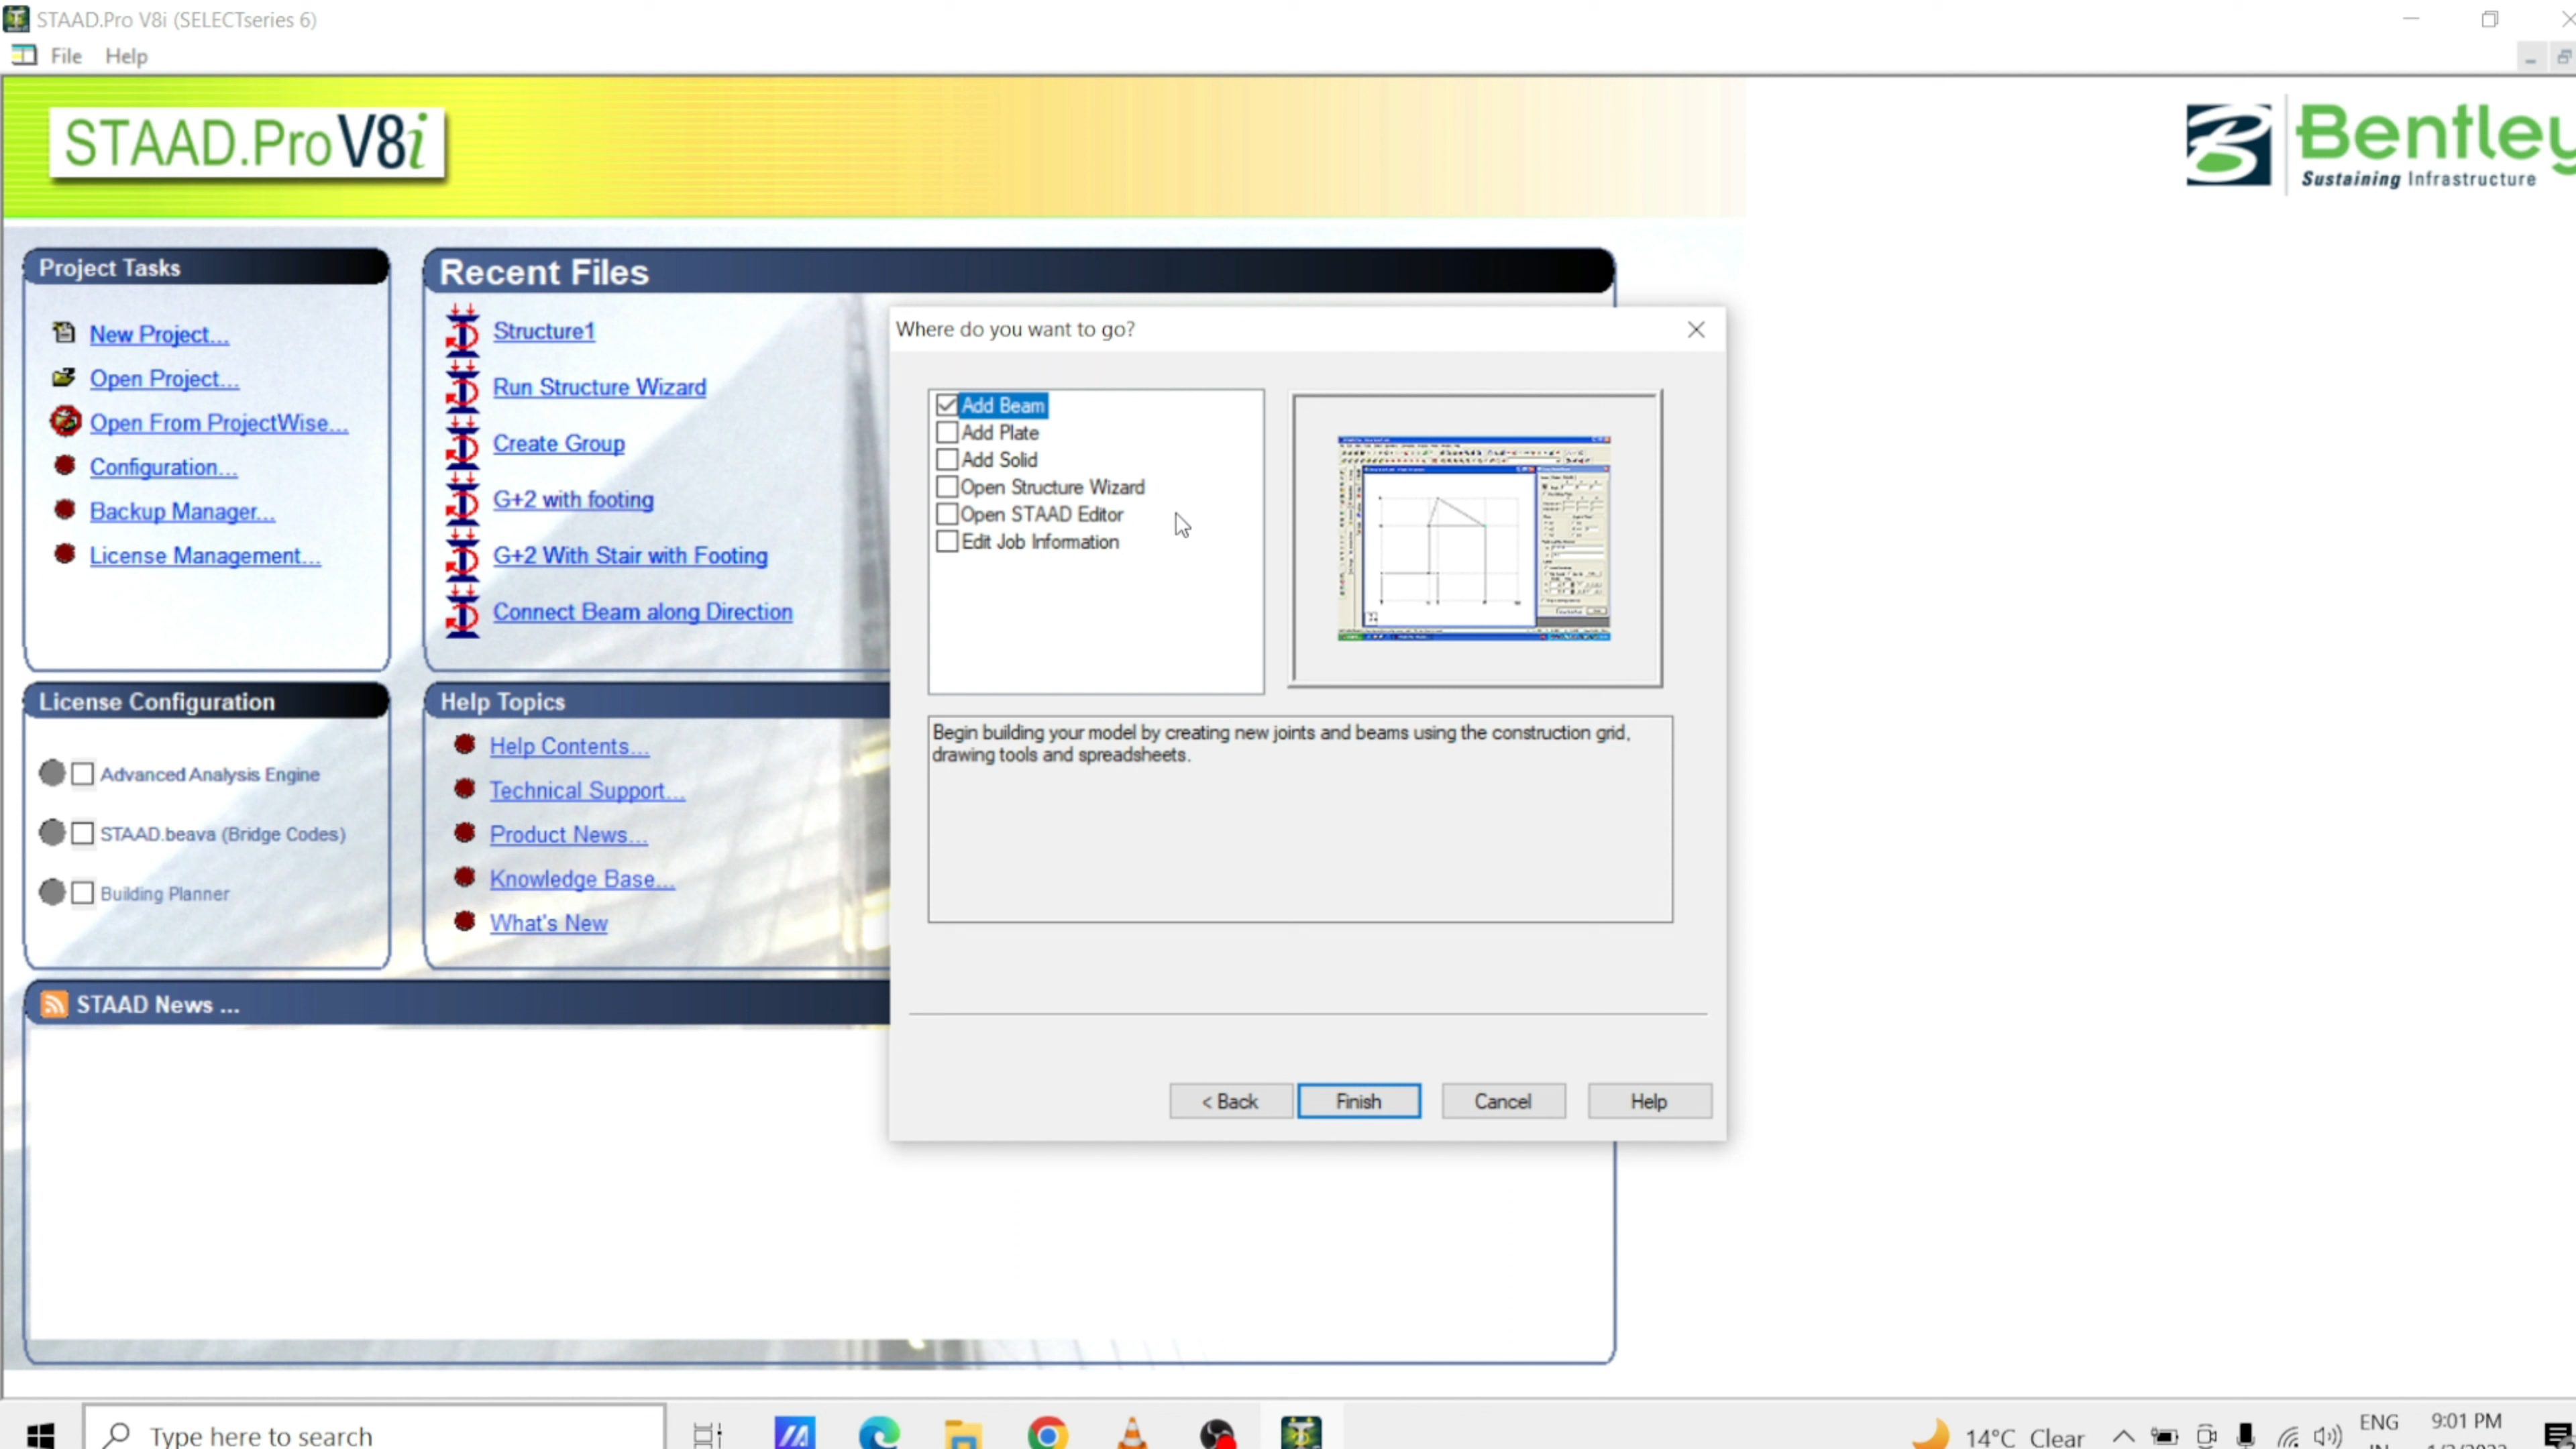 STAAD.Pro V8i (SELECTseries 6)
File Help
STAAD.Pro V8i
Bentley
Sustaining Infrastructure
Project Tasks
New Project...
Open Project...
Open From ProjectWise...
Configuration...
Backup Manager...
License Management...
Recent Files
Structure1
Run Structure Wizard
Create Group
G+2 with footing
G+2 With Stair with Footing
Connect Beam along Direction
Where do you want to go?
Add Beam
Add Plate
Add Solid
Open Structure Wizard
Open STAAD Editor
Edit Job Information
Begin building your model by creating new joints and beams using the construction grid,
drawing tools and spreadsheets.
< Back Finish Cancel Help
License Configuration
Advanced Analysis Engine
STAAD.beava (Bridge Codes)
Building Planner
Help Topics
Help Contents...
Technical Support...
Product News...
Knowledge Base...
What's New
STAAD News ...
Type here to search
14°C Clear
ENG
9:01 PM